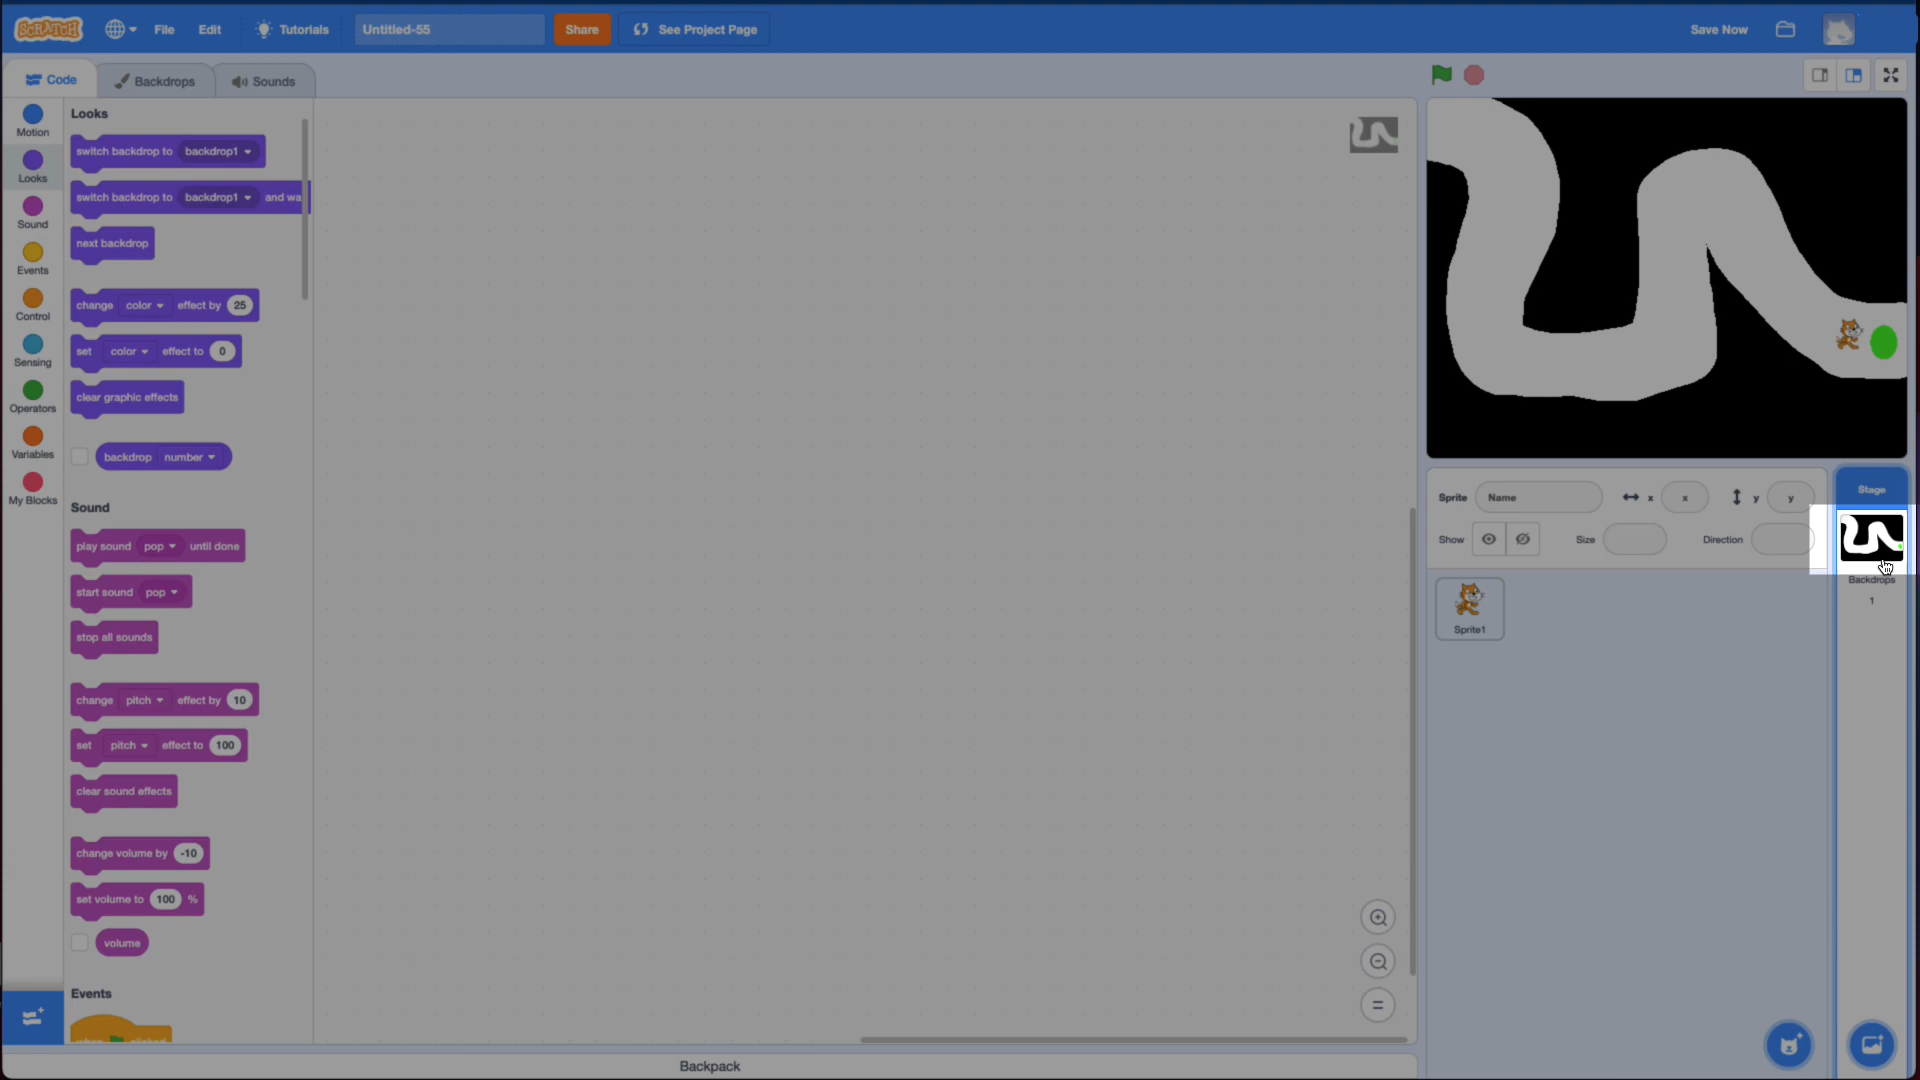 SCRATCH
File
Edit
Tutorials
Untitled-55
Share
See Project Page
Save Now
Code
Backdrops
Sounds
Motion
Looks
Sound
Events
Control
Sensing
Operators
Variables
My Blocks
Looks
switch backdrop to backdrop1
switch backdrop to backdrop1 and wa
next backdrop
change color effect by 25
set color effect to 0
clear graphic effects
backdrop number
Sound
play sound pop until done
start sound pop
stop all sounds
change pitch effect by 10
set pitch effect to 100
clear sound effects
change volume by -10
set volume to 100 %
volume
Events
when clicked
Backpack
Sprite Name x x y y
Show Size Direction
Sprite1
Stage
Backdrops
1